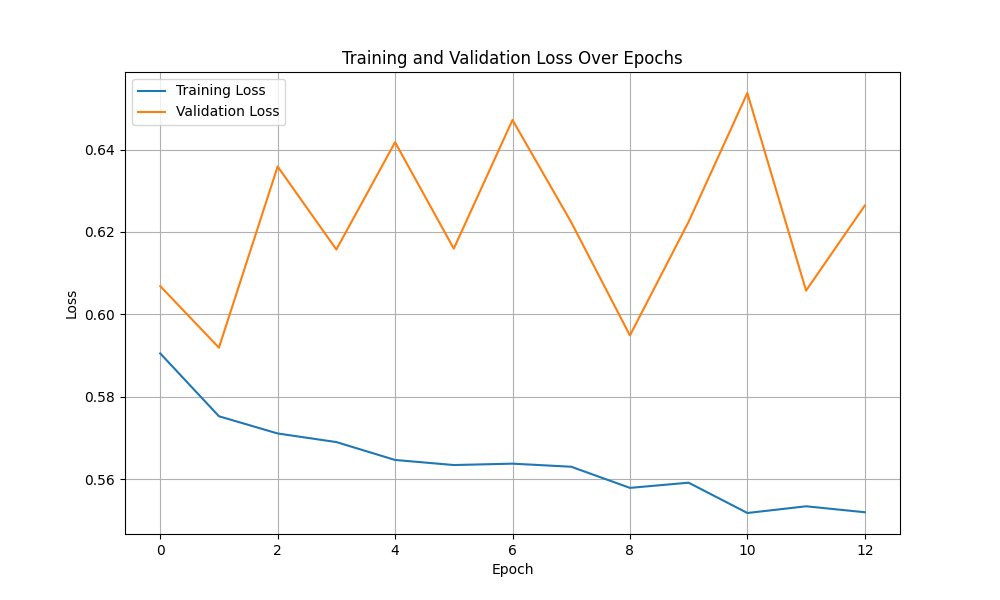 Training and Validation Loss Over Epochs
Training Loss
Validation Loss
0.64
0.62
0.60
0.58
0.56
Loss
0 2 4 6 8 10 12
Epoch